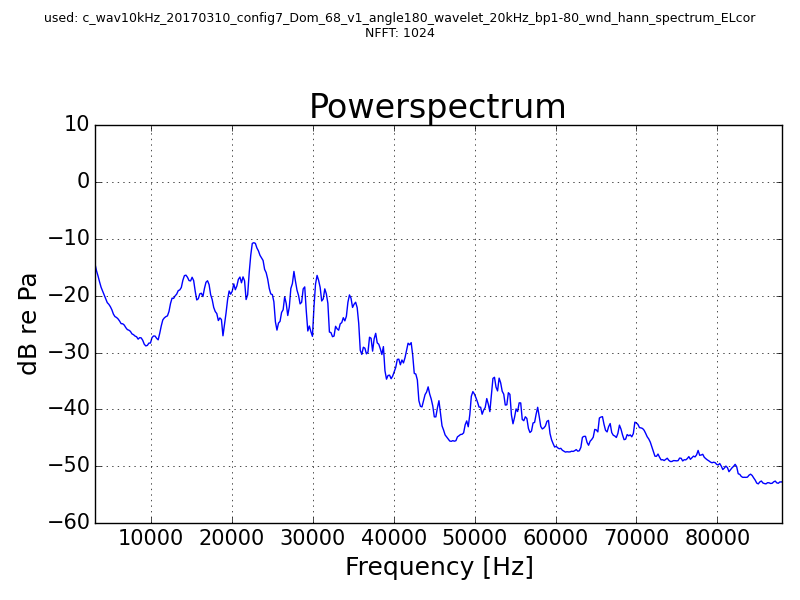 used: c_wav10kHz_20170310_config7_Dom_68_v1_angle180_wavelet_20kHz_bp1-80_wnd_hann_spectrum_ELcor
NFFT: 1024
Powerspectrum
10
0
−10
−20
−30
−40
−50
−60
dB re Pa
10000 20000 30000 40000 50000 60000 70000 80000
Frequency [Hz]